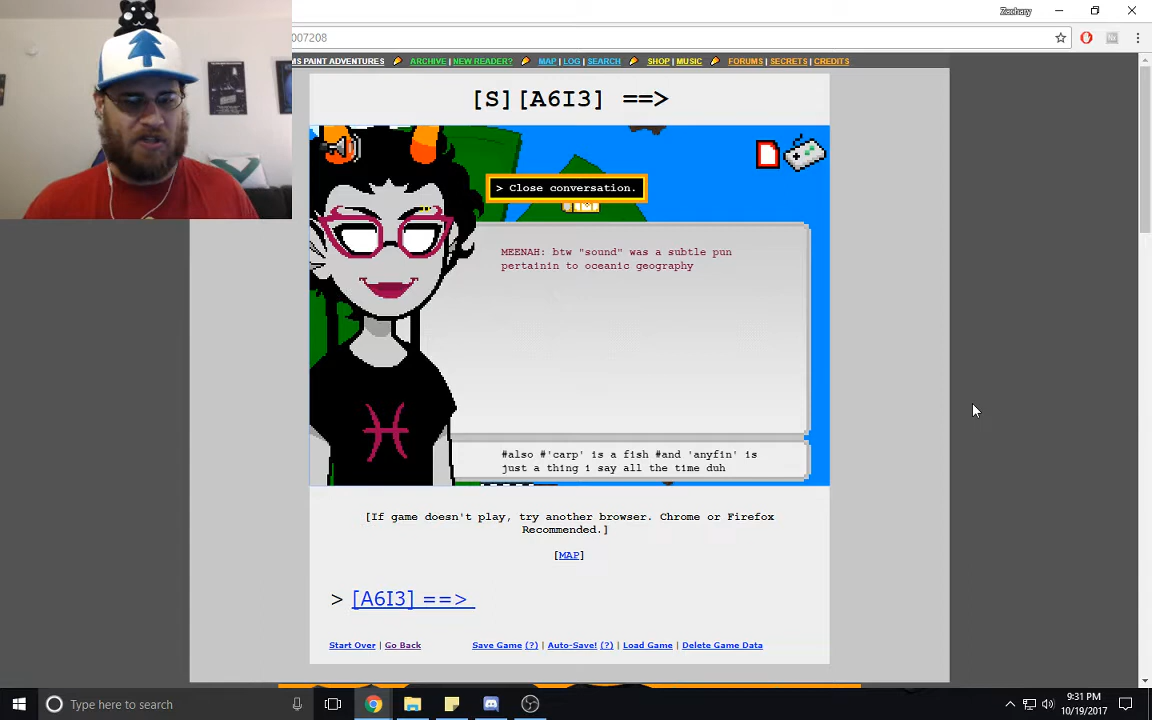 Zachary
007208
MS PAINT ADVENTURES ARCHIVE | NEW READER? MAP | LOG | SEARCH SHOP | MUSIC FORUMS | SECRETS | CREDITS
[S][A6I3] ==>
> Close conversation.
MEENAH: btw "sound" was a subtle pun
pertainin to oceanic geography
#also #'carp' is a fish #and 'anyfin' is
just a thing i say all the time duh
[If game doesn't play, try another browser. Chrome or Firefox
Recommended.]
[MAP]
> [A6I3] ==>
Start Over | Go Back Save Game (?) | Auto-Save! (?) | Load Game | Delete Game Data
Type here to search
9:31 PM
10/19/2017